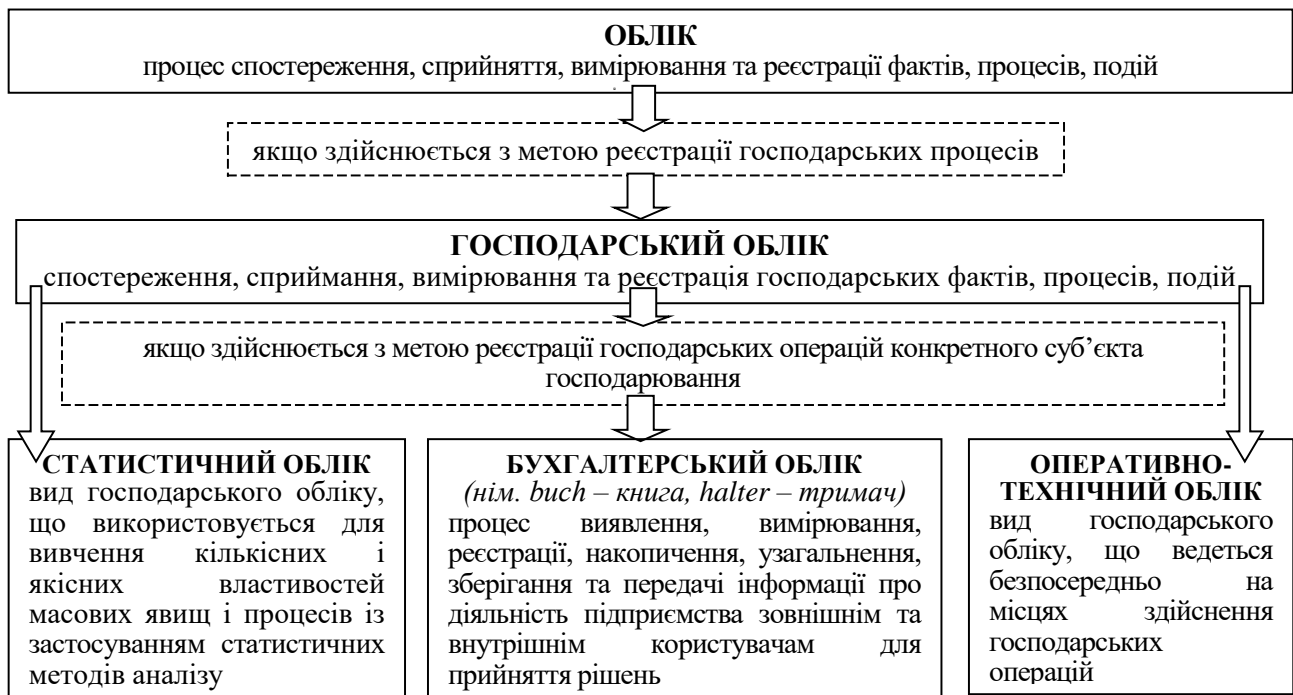 ОБЛІК
процес спостереження, сприйняття, вимірювання та реєстрації фактів, процесів, подій
якщо здійснюється з метою реєстрації господарських процесів
ГОСПОДАРСЬКИЙ ОБЛІК
спостереження, сприймання, вимірювання та реєстрація господарських фактів, процесів, подій
якщо здійснюється з метою реєстрації господарських операцій конкретного суб’єкта
господарювання
СТАТИСТИЧНИЙ ОБЛІК
вид господарського обліку,
що використовується для
вивчення кількісних і
якісних властивостей
масових явищ і процесів із
застосуванням статистичних
методів аналізу
БУХГАЛТЕРСЬКИЙ ОБЛІК
(нім. buch – книга, halter – тримач)
процес виявлення, вимірювання,
реєстрації, накопичення, узагальнення,
зберігання та передачі інформації про
діяльність підприємства зовнішнім та
внутрішнім користувачам для
прийняття рішень
ОПЕРАТИВНО-
ТЕХНІЧНИЙ ОБЛІК
вид господарського
обліку, що ведеться
безпосередньо на
місцях здійснення
господарських
операцій